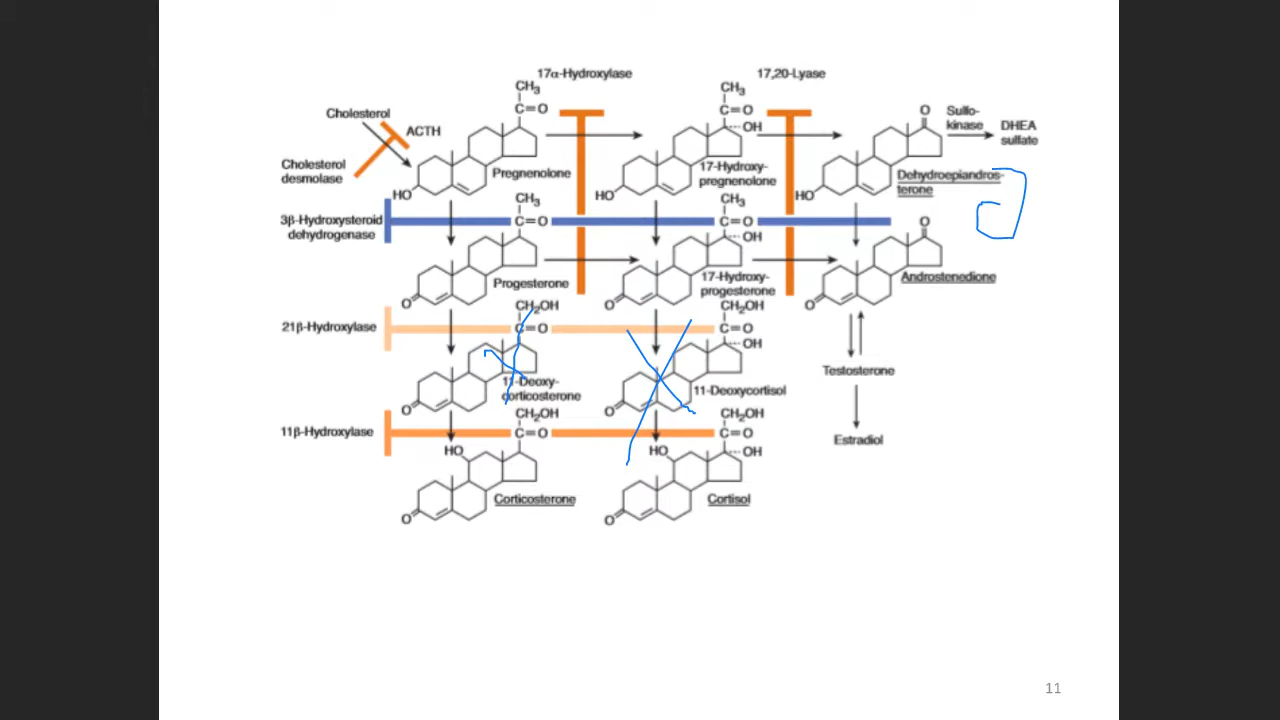 17α-Hydroxylase
17,20-Lyase
CH₃
C=O
CH₃
C=O
OH
O
Cholesterol
ACTH
Sulfo-
kinase
DHEA
sulfate
Cholesterol
desmolase
Pregnenolone
17-Hydroxy-
pregnenolone
Dehydroepiandros-
terone
HO
HO
HO
CH₃
C=O
CH₃
C=O
OH
O
3β-Hydroxysteroid
dehydrogenase
Progesterone
17-Hydroxy-
progesterone
Androstenedione
O
O
O
CH₂OH
C=O
CH₂OH
C=O
OH
21β-Hydroxylase
11-Deoxy-
corticosterone
11-Deoxycortisol
Testosterone
O
O
CH₂OH
C=O
CH₂OH
C=O
OH
11β-Hydroxylase
Estradiol
HO
HO
Corticosterone
Cortisol
O
O
11